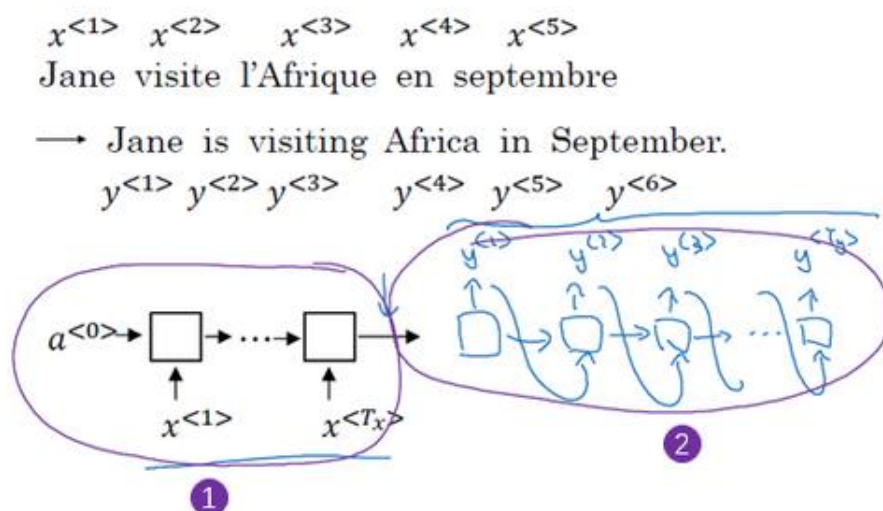 x<1> x<2> x<3> x<4> x<5>
Jane visite l'Afrique en septembre
→ Jane is visiting Africa in September.
y<1> y<2> y<3> y<4> y<5> y<6>
y<1> y<2> y<3> y<Ty>
a<0> ... ...
x<1> x<Tx>
1 2